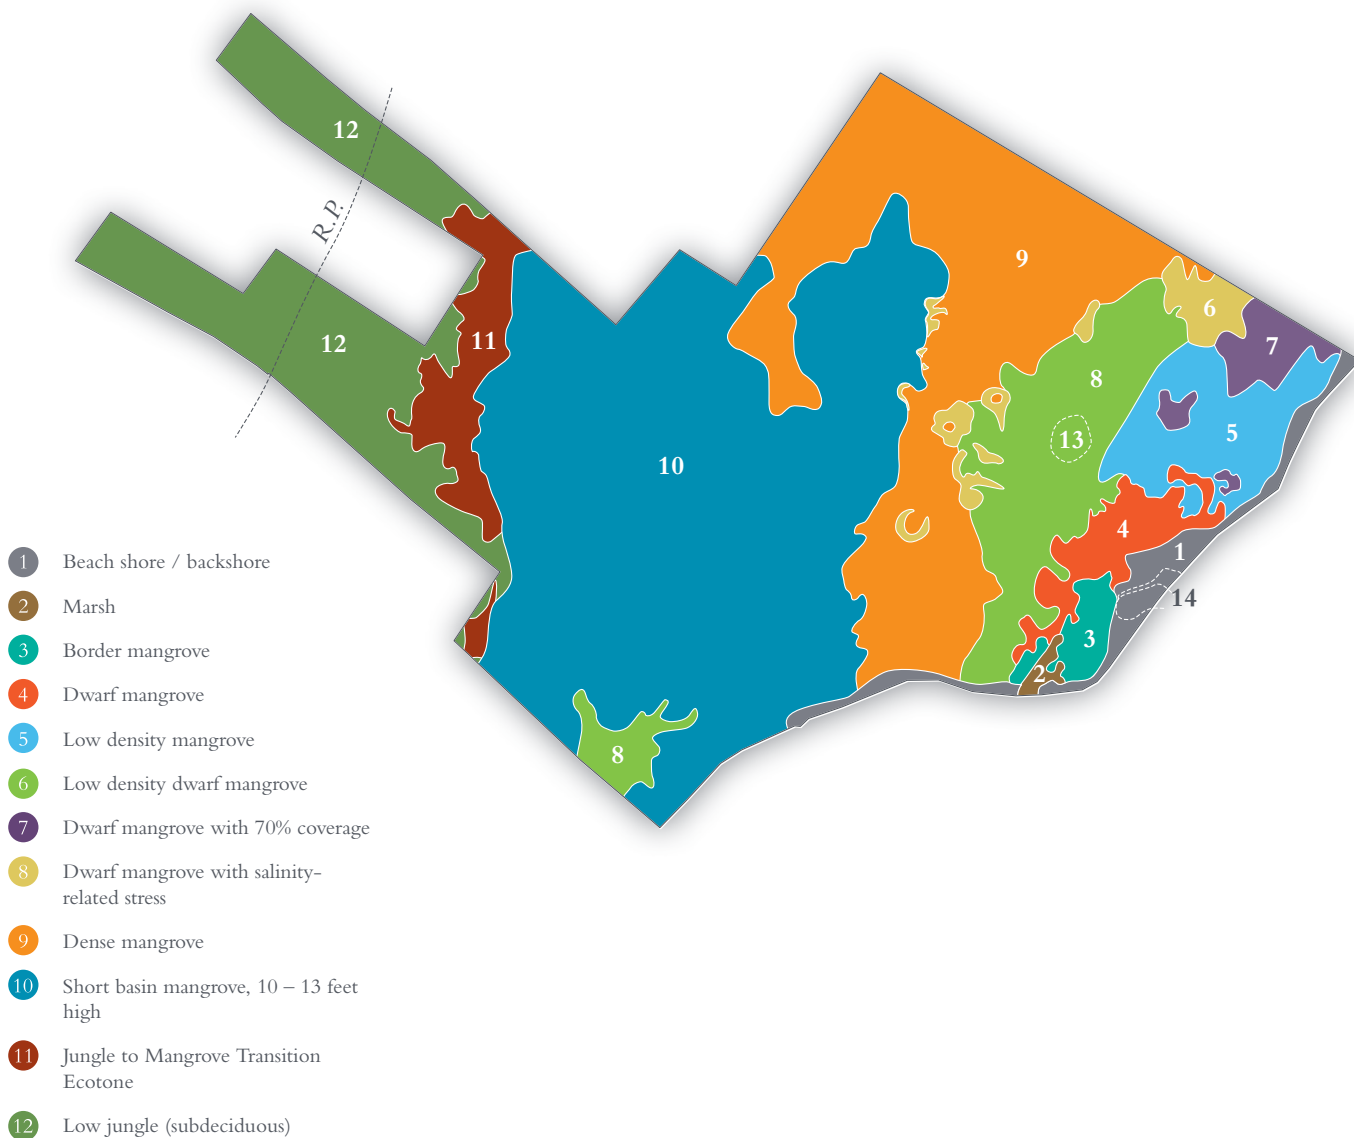 12
R.P.
9
6
12
11
7
8
5
13
10
4
1
14
3
2
8
1 Beach shore / backshore
2 Marsh
3 Border mangrove
4 Dwarf mangrove
5 Low density mangrove
6 Low density dwarf mangrove
7 Dwarf mangrove with 70% coverage
8 Dwarf mangrove with salinity-
related stress
9 Dense mangrove
10 Short basin mangrove, 10 – 13 feet
high
11 Jungle to Mangrove Transition
Ecotone
12 Low jungle (subdeciduous)